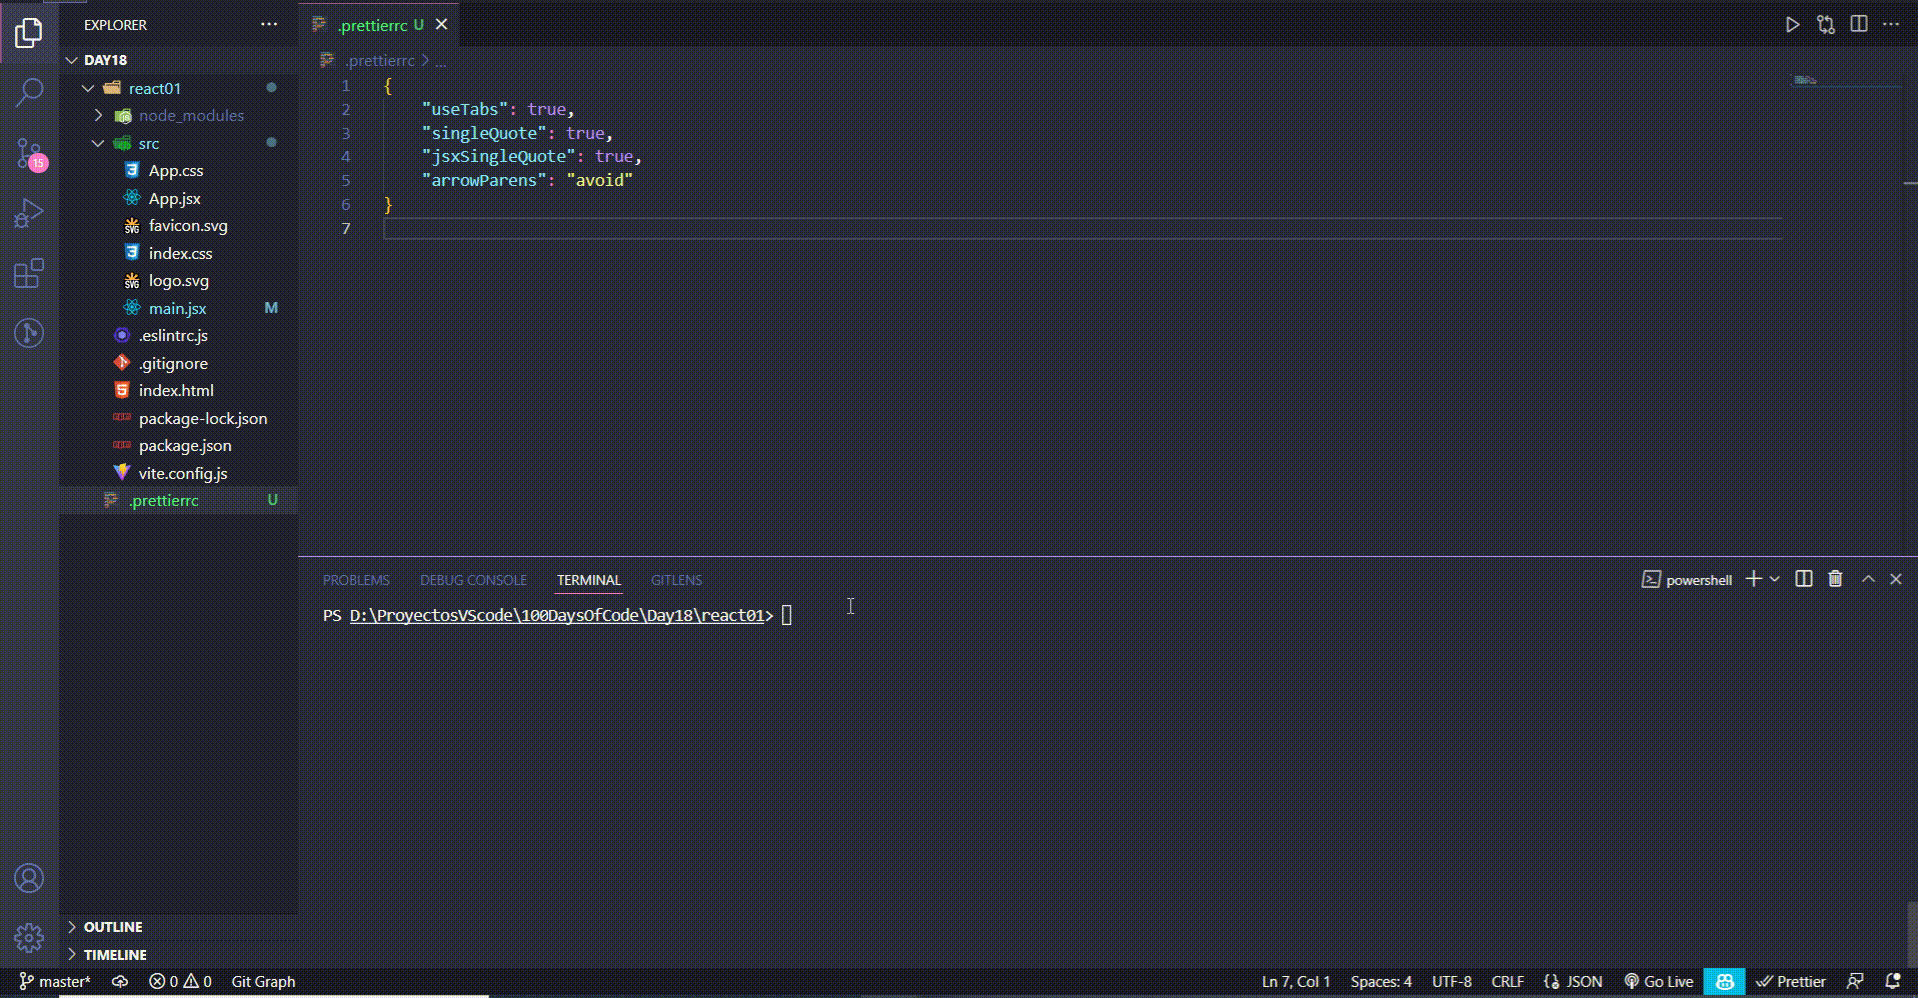 EXPLORER
DAY18
react01
node_modules
src
App.css
App.jsx
favicon.svg
index.css
logo.svg
main.jsx M
.eslintrc.js
.gitignore
index.html
package-lock.json
package.json
vite.config.js
.prettierrc U
OUTLINE
TIMELINE
15
.prettierrc U
.prettierrc > ...
1 {
2 "useTabs": true,
3 "singleQuote": true,
4 "jsxSingleQuote": true,
5 "arrowParens": "avoid"
6 }
7
PROBLEMS DEBUG CONSOLE TERMINAL GITLENS
powershell
PS D:\ProyectosVScode\100DaysOfCode\Day18\react01>
master* 0 0 Git Graph Ln 7, Col 1 Spaces: 4 UTF-8 CRLF {} JSON Go Live Prettier